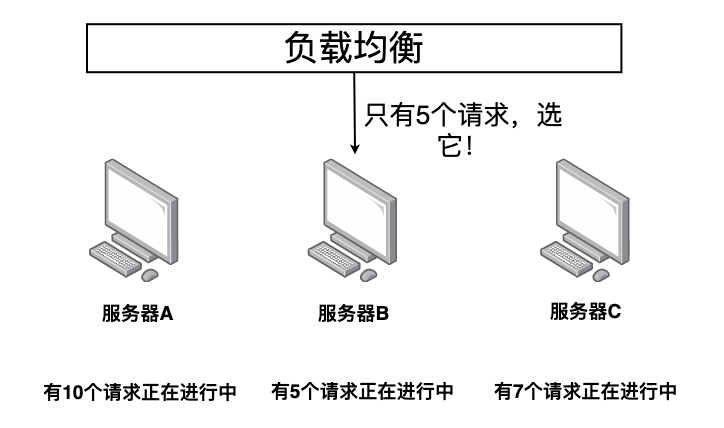 负载均衡
只有5个请求，选
它！
服务器A
服务器B
服务器C
有10个请求正在进行中
有5个请求正在进行中
有7个请求正在进行中